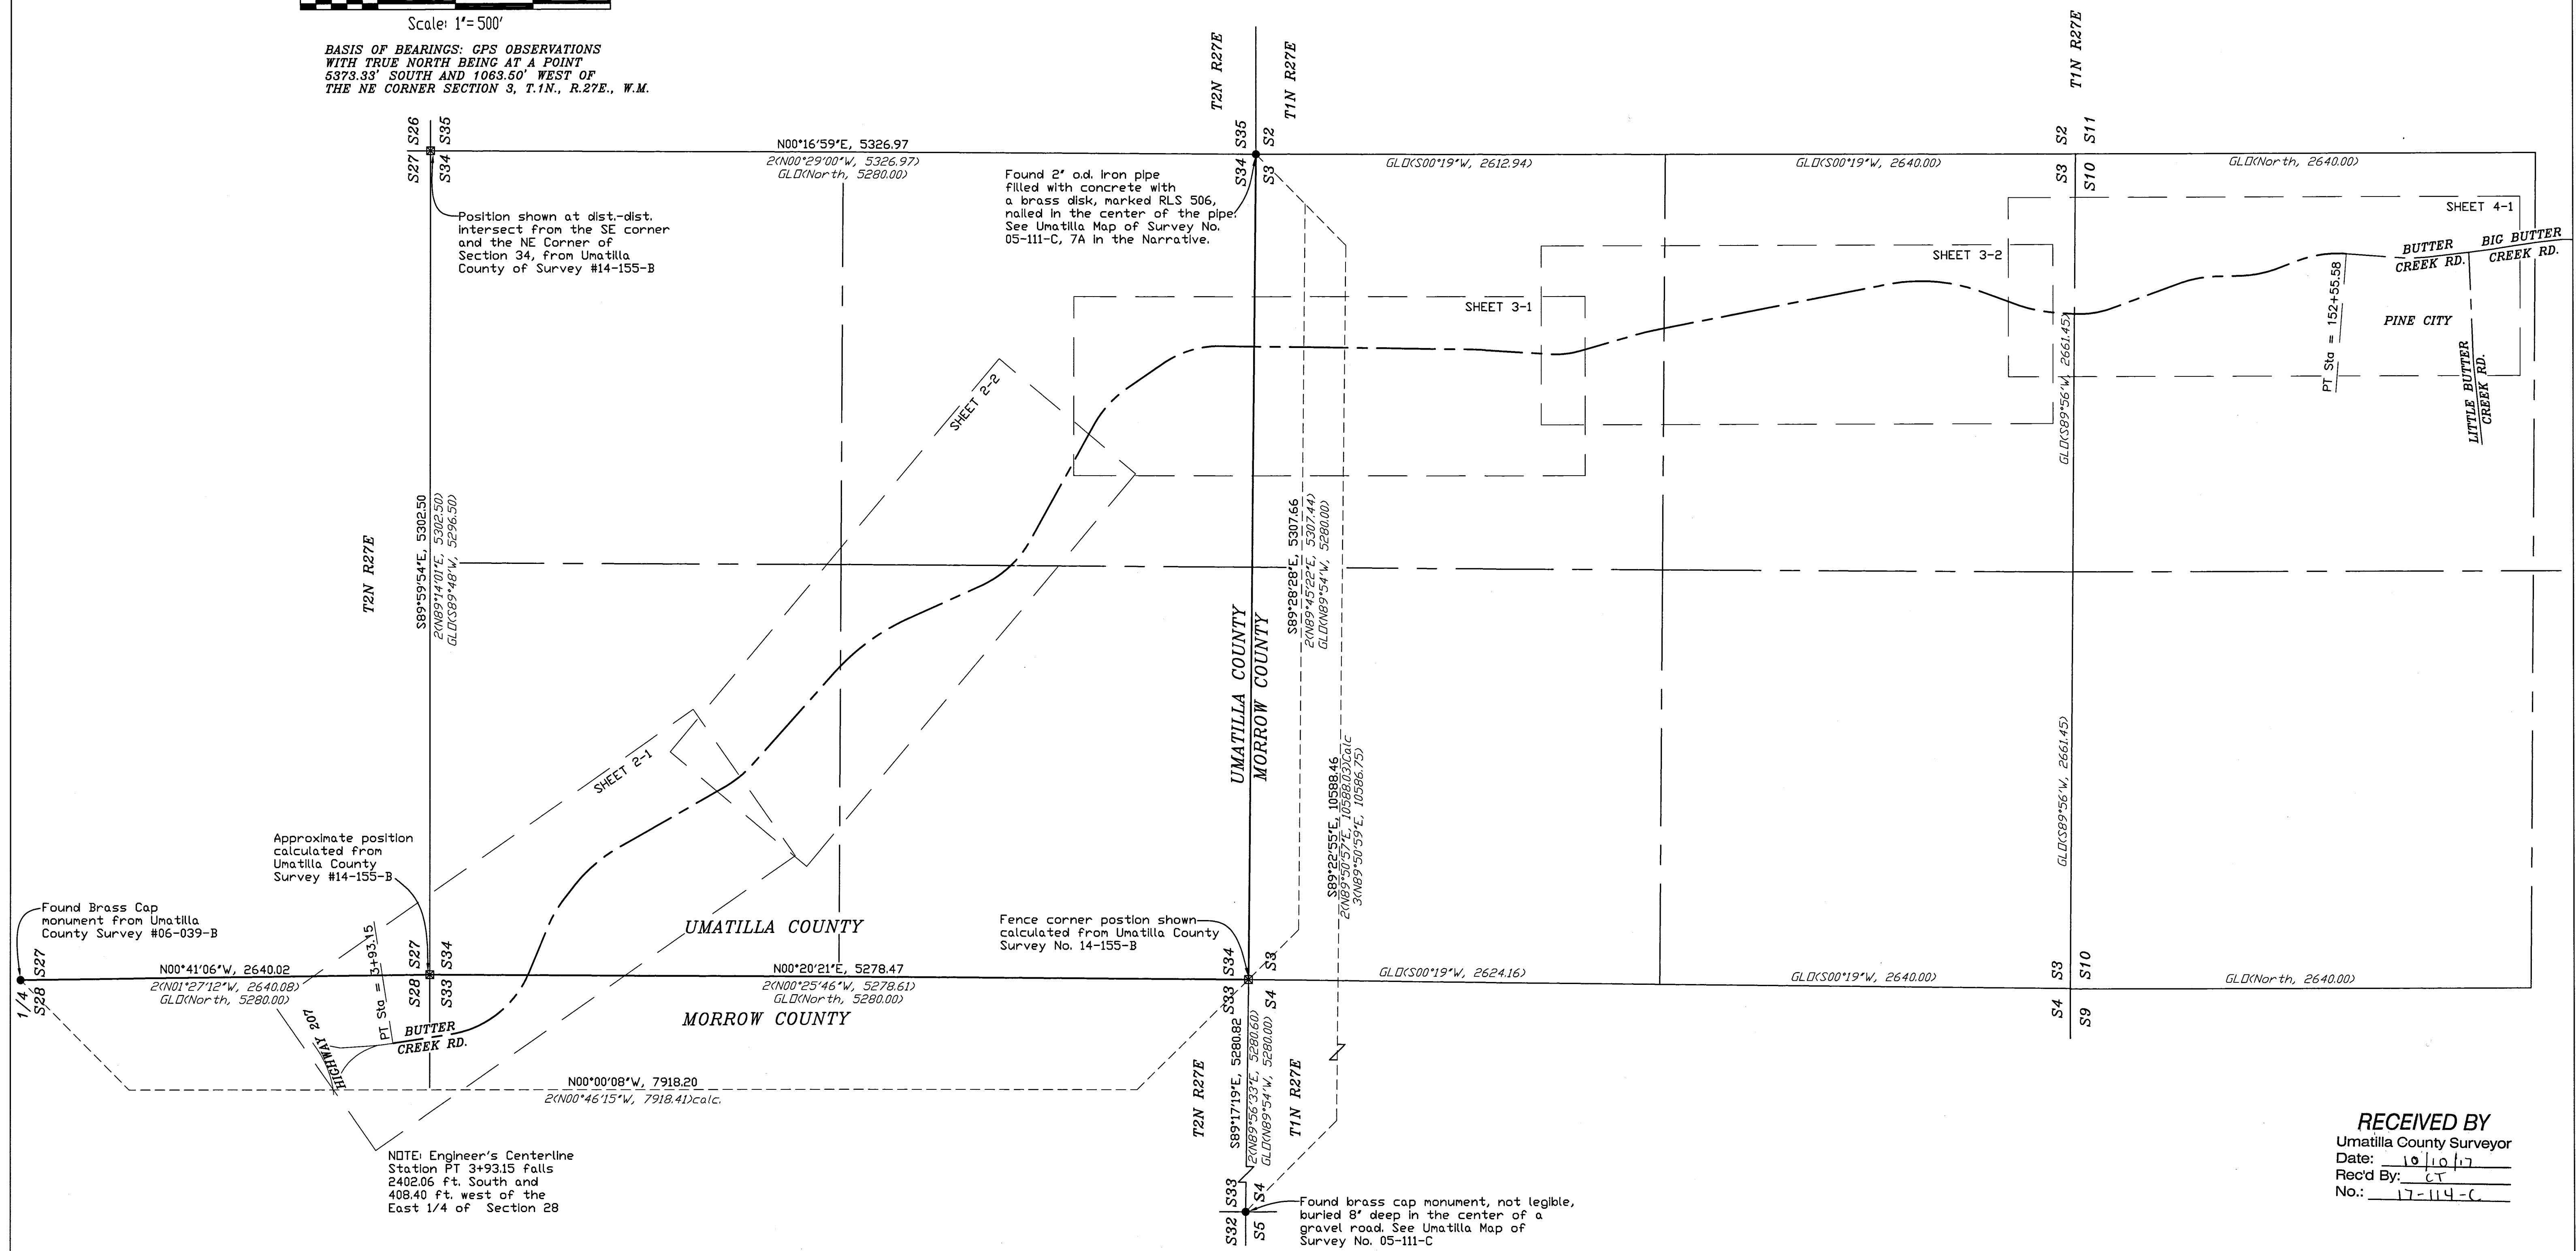 Scale: 1"=500'
BASIS OF BEARINGS: GPS OBSERVATIONS
WITH TRUE NORTH BEING AT A POINT
5373.33' SOUTH AND 1063.50' WEST OF
THE NE CORNER SECTION 3, T.1N., R.27E., W.M.
T2N R27E
T1N R27E
T1N R27E
S26
S35
S27
S34
N00°16'59"E, 5326.97
2(N00°29'00"W, 5326.97)
GLO(North, 5280.00)
S35
S2
S34
S3
GLO(S00°19"W, 2612.94)
GLO(S00°19"W, 2640.00)
S2
S11
S3
S10
GLO(North, 2640.00)
Position shown at dist.-dist.
intersect from the SE corner
and the NE Corner of
Section 34, from Umatilla
County of Survey #14-155-B
Found 2" o.d. iron pipe
filled with concrete with
a brass disk, marked RLS 506,
nailed in the center of the pipe.
See Umatilla Map of Survey No.
05-111-C, 7A in the Narrative.
SHEET 4-1
SHEET 3-2
SHEET 3-1
SHEET 2-2
SHEET 2-1
BUTTER
CREEK RD.
BIG BUTTER
CREEK RD.
PT Sta = 152+55.58
PINE CITY
LITTLE BUTTER
CREEK RD.
GLO(S89°56'W, 2661.45)
T2N R27E
S89°59'54"E, 5302.50
2(N89°14'01"E, 5302.50)
GLO(S89°48'W, 5296.50)
S89°28'28"E, 5307.66
2(N89°45'22"E, 5307.44)
GLO(N89°54'W, 5280.00)
UMATILLA COUNTY
MORROW COUNTY
S89°22'55"E, 10588.46
2(N89°50'57"E, 10588.03)Calc
3(N89°50'59"E, 10586.75)
GLO(S89°56'W, 2661.45)
Approximate position
calculated from
Umatilla County
Survey #14-155-B
Found Brass Cap
monument from Umatilla
County Survey #06-039-B
S27
1/4
S28
N00°41'06"W, 2640.02
2(N01°27'12"W, 2640.08)
GLO(North, 5280.00)
PT Sta = 3+93.15
S27
S34
S28
S33
HIGHWAY 207
BUTTER
CREEK RD.
UMATILLA COUNTY
N00°20'21"E, 5278.47
2(N00°25'46"W, 5278.61)
GLO(North, 5280.00)
MORROW COUNTY
Fence corner postion shown
calculated from Umatilla County
Survey No. 14-155-B
S34
S3
S33
S4
GLO(S00°19"W, 2624.16)
GLO(S00°19"W, 2640.00)
S3
S10
S4
S9
GLO(North, 2640.00)
N00°00'08"W, 7918.20
2(N00°46'15"W, 7918.41)calc.
T2N R27E
S89°17'19"E, 5280.82
2(N89°56'33"E, 5280.60)
GLO(N89°54'W, 5280.00)
T1N R27E
NOTE: Engineer's Centerline
Station PT 3+93.15 falls
2402.06 ft. South and
408.40 ft. west of the
East 1/4 of Section 28
S33
S4
S32
S5
Found brass cap monument, not legible,
buried 8" deep in the center of a
gravel road. See Umatilla Map of
Survey No. 05-111-C
RECEIVED BY
Umatilla County Surveyor
Date: 10/10/17
Rec'd By: CT
No.: 17-114-C